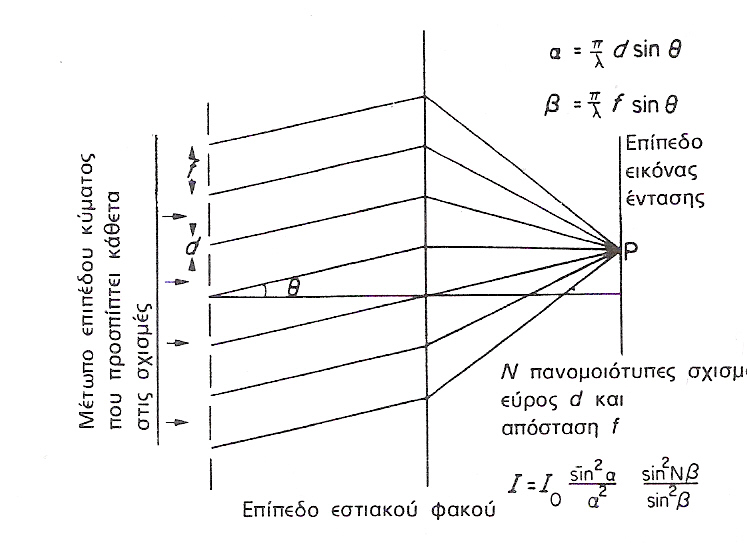 α = π/λ d sin θ
β = π/λ f sin θ
Επίπεδο
εικόνας
έντασης
Μέτωπο επιπέδου κύματος
που προσπίπτει κάθετα
στις σχισμές
f
d
θ
P
N πανομοιότυπες σχισμ
εύρος d και
απόσταση f
I = I₀ sin²α/α² sin²Nβ/sin²β
Επίπεδο εστιακού φακού